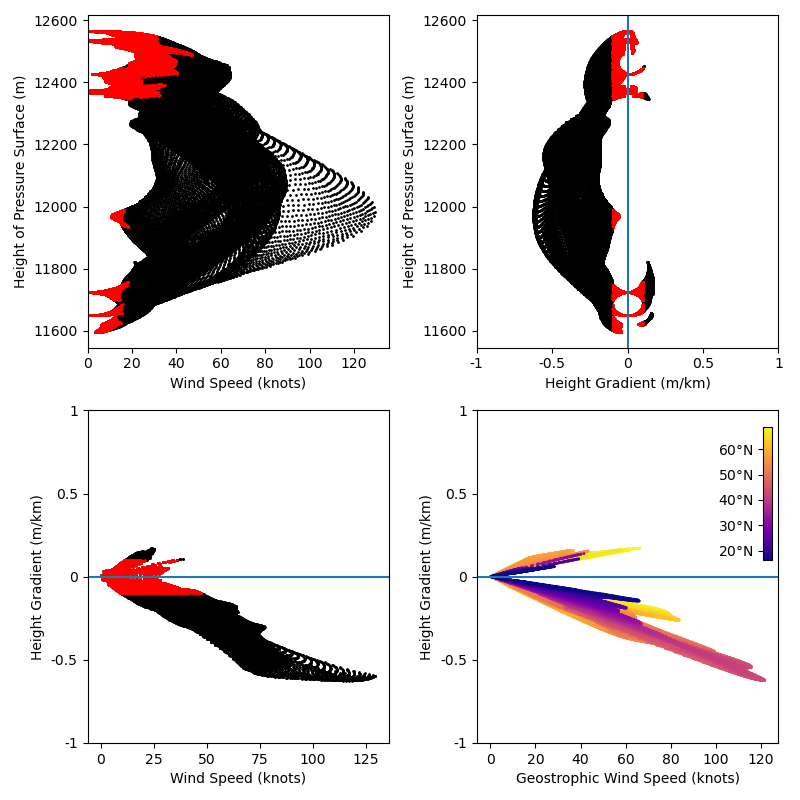 12600
12400
12200
12000
11800
11600
Height of Pressure Surface (m)
0 20 40 60 80 100 120
Wind Speed (knots)
12600
12400
12200
12000
11800
11600
Height of Pressure Surface (m)
-1 -0.5 0 0.5 1
Height Gradient (m/km)
1
0.5
0
-0.5
-1
Height Gradient (m/km)
0 25 50 75 100 125
Wind Speed (knots)
1
0.5
0
-0.5
-1
Height Gradient (m/km)
60°N
50°N
40°N
30°N
20°N
0 20 40 60 80 100 120
Geostrophic Wind Speed (knots)